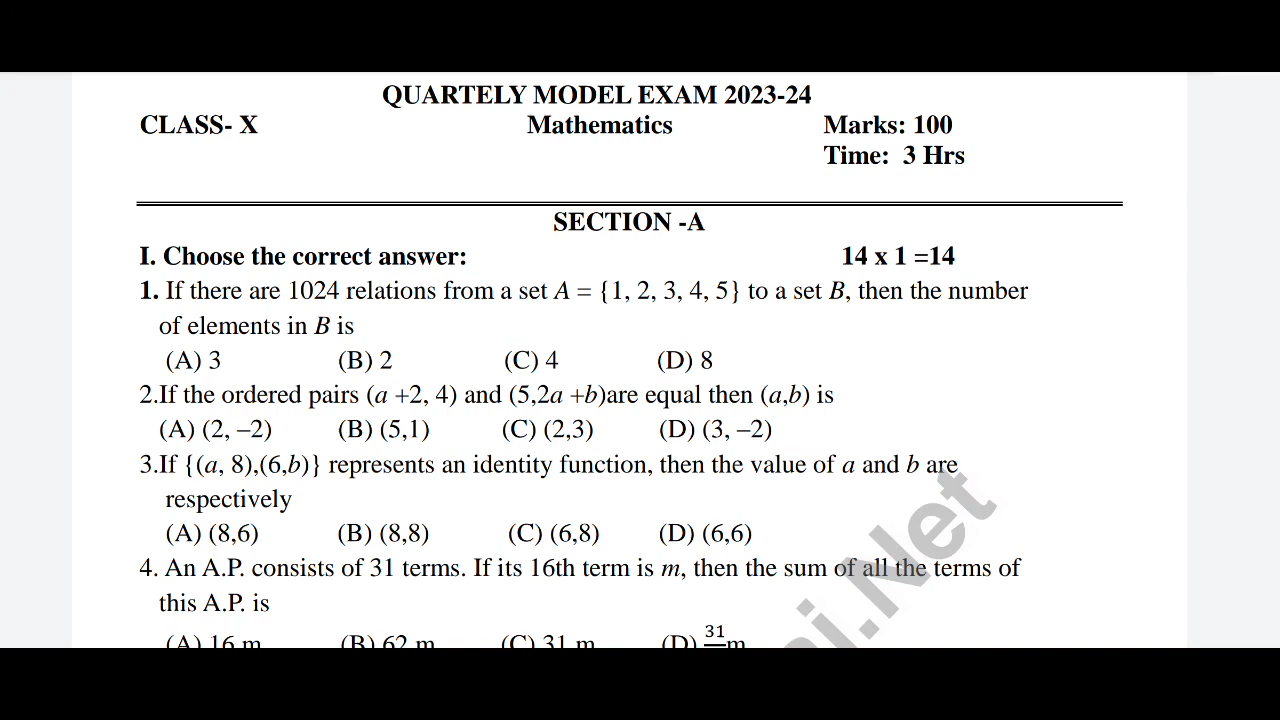 QUARTELY MODEL EXAM 2023-24
CLASS- X Mathematics Marks: 100
Time: 3 Hrs
SECTION -A
I. Choose the correct answer: 14 x 1 =14
1. If there are 1024 relations from a set A = {1, 2, 3, 4, 5} to a set B, then the number
of elements in B is
(A) 3 (B) 2 (C) 4 (D) 8
2.If the ordered pairs (a +2, 4) and (5,2a +b)are equal then (a,b) is
(A) (2, –2) (B) (5,1) (C) (2,3) (D) (3, –2)
3.If {(a, 8),(6,b)} represents an identity function, then the value of a and b are
respectively
(A) (8,6) (B) (8,8) (C) (6,8) (D) (6,6)
4. An A.P. consists of 31 terms. If its 16th term is m, then the sum of all the terms of
this A.P. is
(A) 16 m (B) 62 m (C) 31 m (D) 31 m